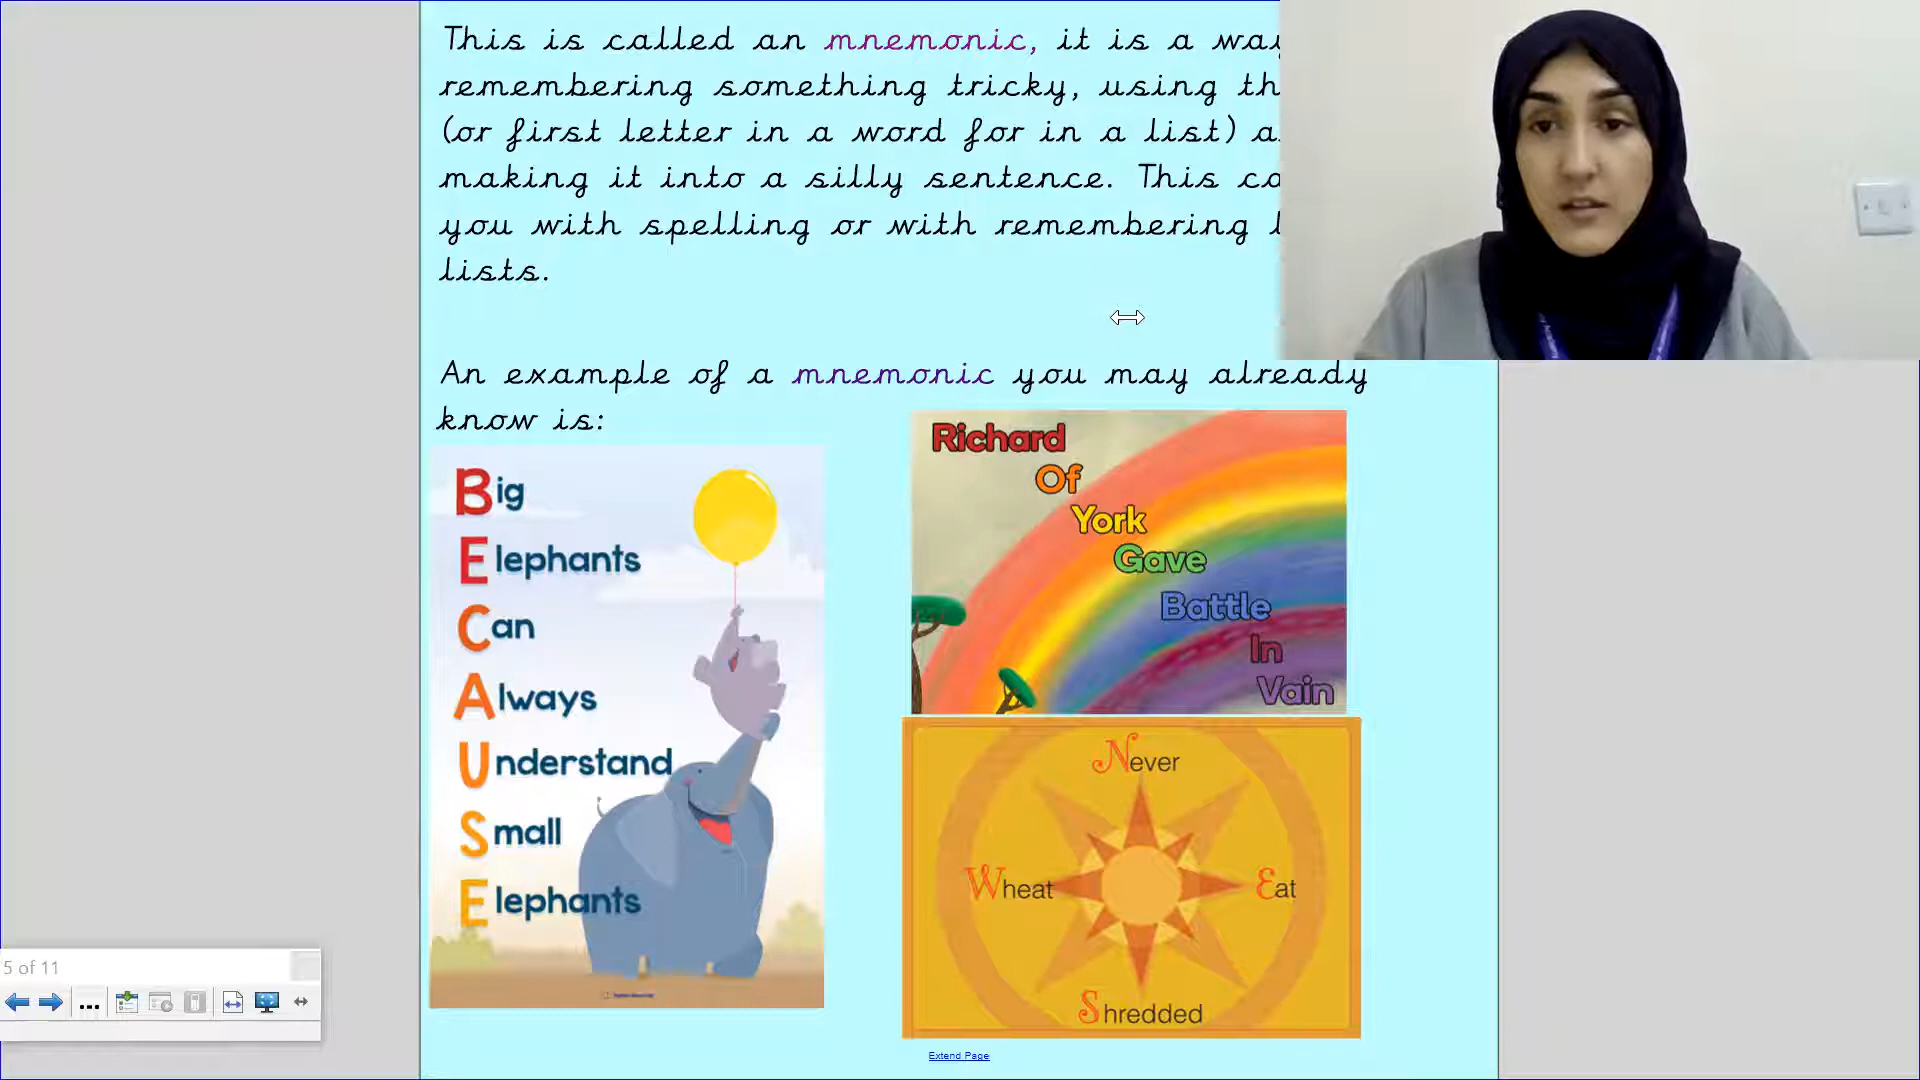 This is called an mnemonic, it is a way
remembering something tricky, using th
(or first letter in a word for in a list) a
making it into a silly sentence. This ca
you with spelling or with remembering l
lists.
An example of a mnemonic you may already
know is:
Big
Elephants
Can
Always
Understand
Small
Elephants
Richard
Of
York
Gave
Battle
In
Vain
Never
Wheat
Eat
Shredded
5 of 11
Extend Page